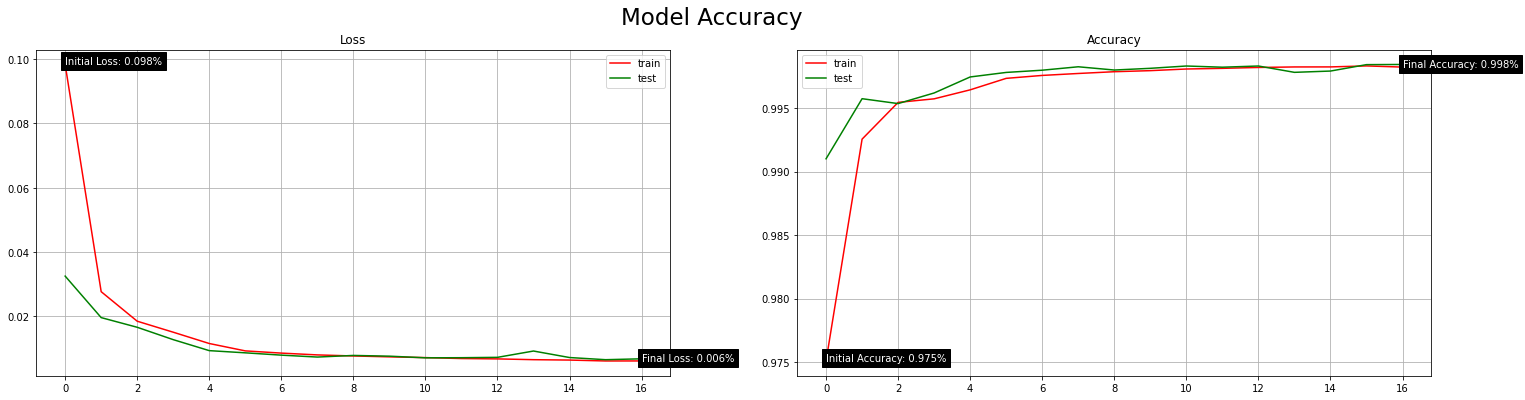 Model Accuracy
Loss
Initial Loss: 0.098%
train
test
0.10
0.08
0.06
0.04
0.02
Final Loss: 0.006%
0 2 4 6 8 10 12 14 16
Accuracy
train
test
Final Accuracy: 0.998%
0.995
0.990
0.985
0.980
0.975
Initial Accuracy: 0.975%
0 2 4 6 8 10 12 14 16